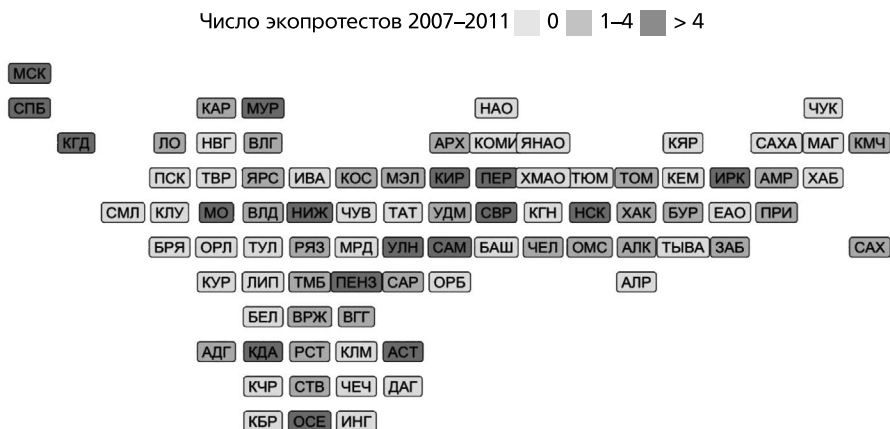 Число экопротестов 2007–2011 0 1–4 > 4
МСК
СПБ КАР МУР НАО ЧУК
КГД ЛО НВГ ВЛГ АРХ КОМИ ЯНАО КЯР САХА МАГ КМЧ
ПСК ТВР ЯРС ИВА КОС МЭЛ КИР ПЕР ХМАО ТЮМ ТОМ КЕМ ИРК АМР ХАБ
СМЛ КЛУ МО ВЛД НИЖ ЧУВ ТАТ УДМ СВР КГН НСК ХАК БУР ЕАО ПРИ
БРЯ ОРЛ ТУЛ РЯЗ МРД УЛН САМ БАШ ЧЕЛ ОМС АЛК ТЫВА ЗАБ САХ
КУР ЛИП ТМБ ПЕНЗ САР ОРБ АЛР
БЕЛ ВРЖ ВГГ
АДГ КДА РСТ КЛМ АСТ
КЧР СТВ ЧЕЧ ДАГ
КБР ОСЕ ИНГ